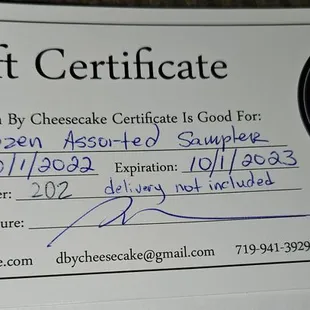 ft Certificate
By Cheesecake Certificate Is Good For:
zen Assorted Sampler
0/1/2022 Expiration: 10/1/2023
er: 202 delivery not included
ure:
e.com dbycheesecake@gmail.com 719-941-3929